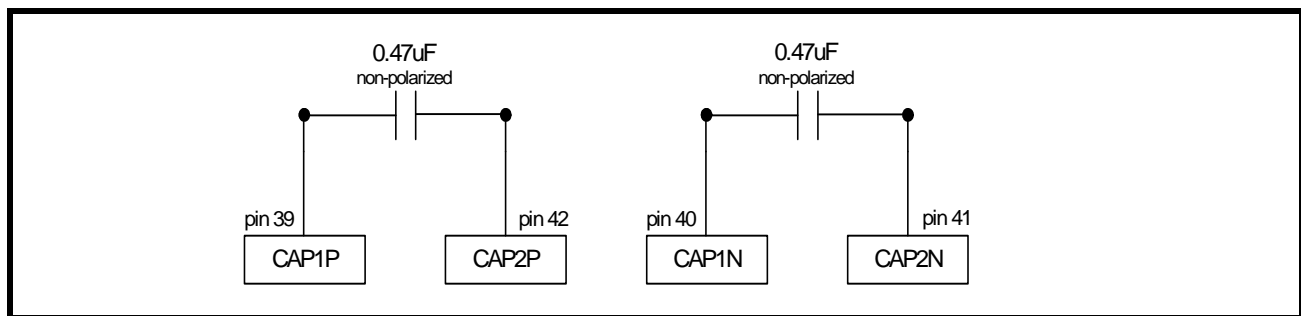 0.47uF
non-polarized
0.47uF
non-polarized
pin 39
pin 42
pin 40
pin 41
CAP1P
CAP2P
CAP1N
CAP2N